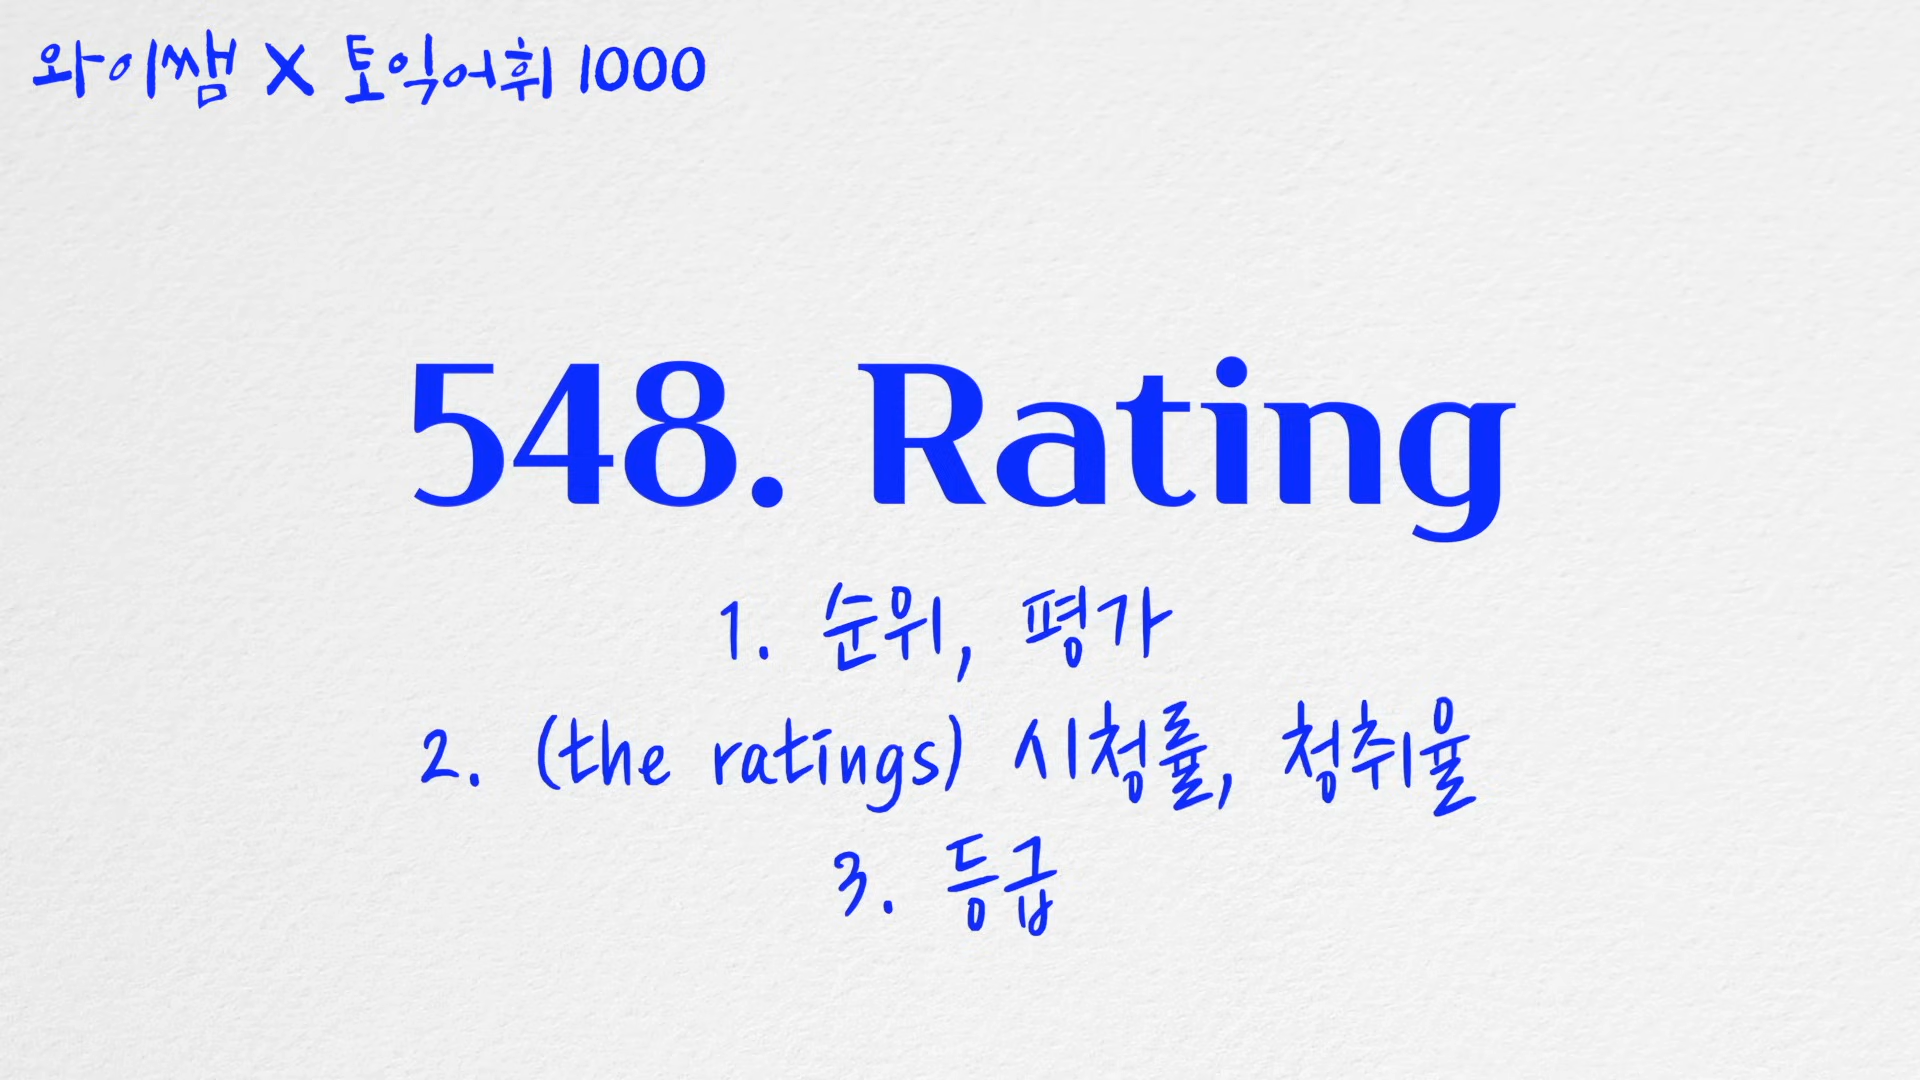 와이쌤 X 토익어휘 1000
548. Rating
1. 순위, 평가
2. (the ratings) 시청률, 청취율
3. 등급